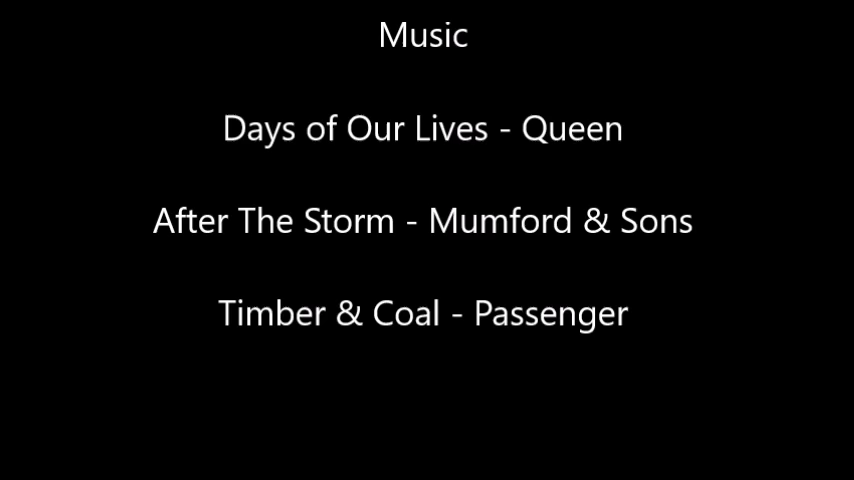 Music
Days of Our Lives - Queen
After The Storm - Mumford & Sons
Timber & Coal - Passenger